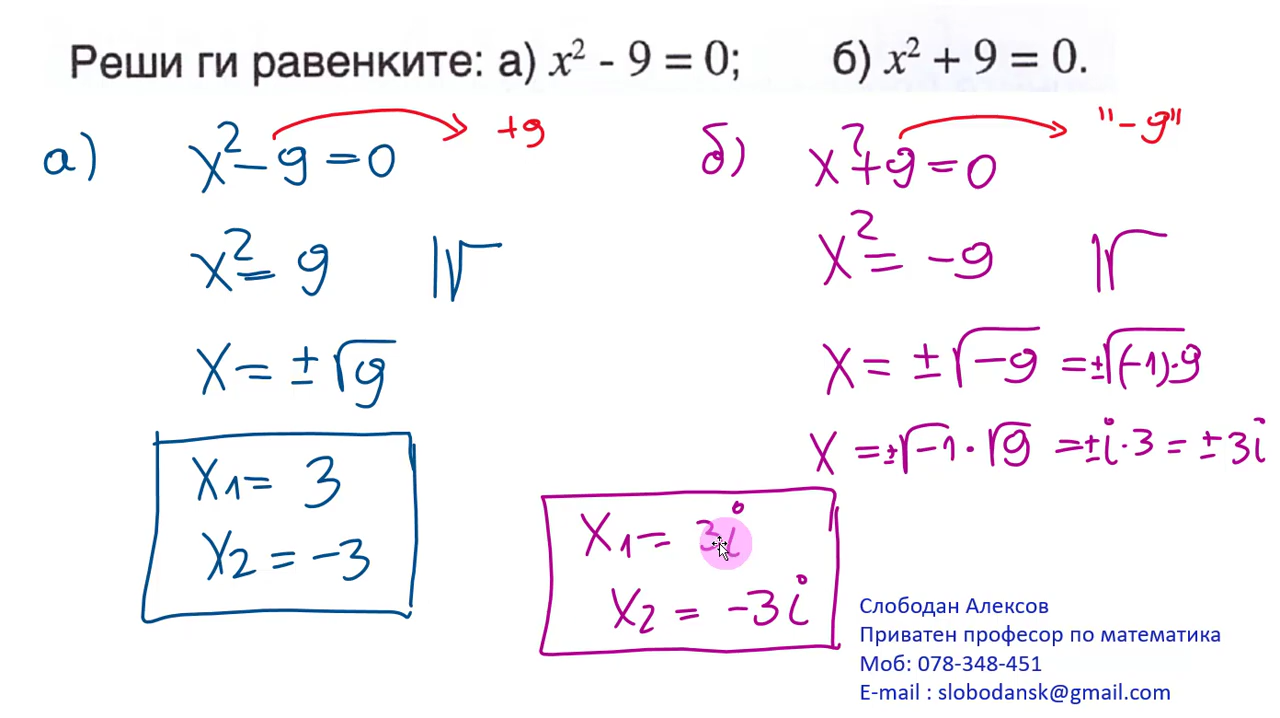 Реши ги равенките: а) x² - 9 = 0; б) x² + 9 = 0.
а) x² - 9 = 0 +9
x² = 9 |√
x = ± √9
x1 = 3
x2 = -3
б) x² + 9 = 0 "-9"
x² = -9 |√
x = ± √-9 = ±√(-1)·9
x = ±√-1 · √9 = ±i · 3 = ±3i
x1 = 3i
x2 = -3i
Слободан Алексов
Приватен професор по математика
Моб: 078-348-451
E-mail : slobodansk@gmail.com